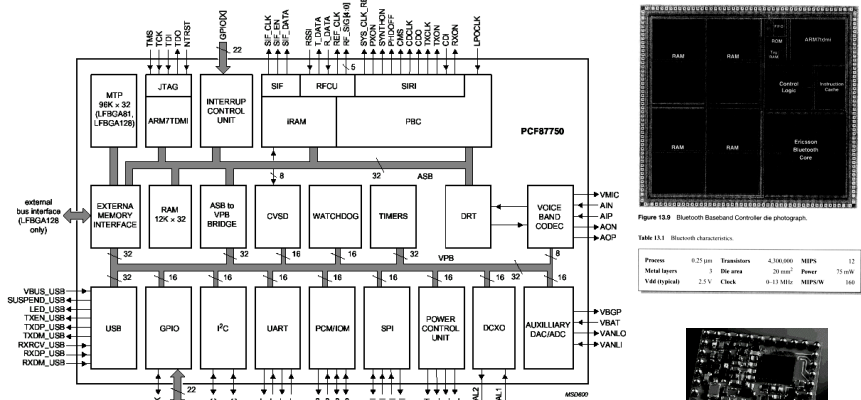 TMS
TCK
TDI
TDO
NTRST
GPIO[X]
22
SIF_CLK
SIF_EN
SIF_DATA
RSSI
T_DATA
R_DATA
REF_CLK
RF_SIG[4:0]
5
PXON
SYNTHON
PHDOFF
CMS
CDCLK
CDO
TXCLK
TXON
CDI
RXON
LPOCLK
MTP
96K × 32
(LFBGA81,
LFBGA128)
JTAG
ARM7TDMI
INTERRUP
CONTROL
UNIT
SIF
RFCU
SIRI
iRAM
PBC
PCF87750
8
32
ASB
external
bus interface
(LFBGA128
only)
EXTERNA
MEMORY
INTERFACE
RAM
12K × 32
ASB to
VPB
BRIDGE
CVSD
WATCHDOG
TIMERS
DRT
VOICE
BAND
CODEC
VMIC
AIN
AIP
AON
AOP
32
32
16
16
32
VPB
8
32
16
16
16
16
16
16
32
16
16
VBUS_USB
SUSPEND_USB
LED_USB
TXEN_USB
TXDP_USB
TXDM_USB
RXRCV_USB
RXDP_USB
RXDM_USB
USB
GPIO
I²C
UART
PCM/IOM
SPI
POWER
CONTROL
UNIT
DCXO
AUXILLIARY
DAC/ADC
VBGP
VBAT
VANLO
VANLI
22
MSD800
RAM
RAM
ROM
ARM7tdmi
Control
Logic
Instruction
Cache
RAM
RAM
Ericsson
Bluetooth
Core
Figure 13.9 Bluetooth Baseband Controller die photograph.
Table 13.1 Bluetooth characteristics.
Process 0.25 µm Transistors 4,300,000 MIPS 12
Metal layers 3 Die area 20 mm² Power 75 mW
Vdd (typical) 2.5 V Clock 0–13 MHz MIPS/W 160